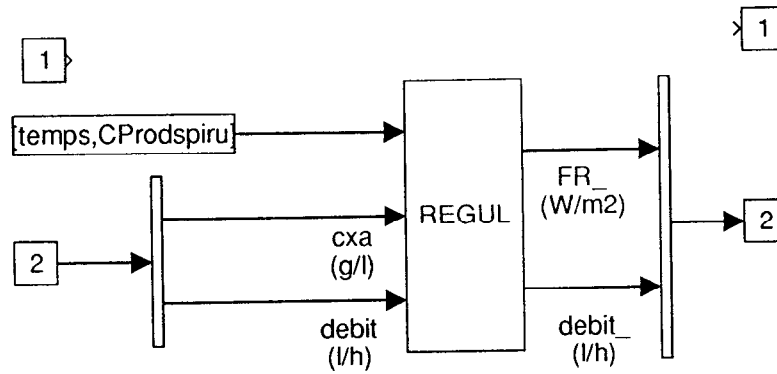 1
1
[temps,CProdspiru]
FR_
(W/m2)
REGUL
2
cxa
(g/l)
2
debit
(l/h)
debit_
(l/h)